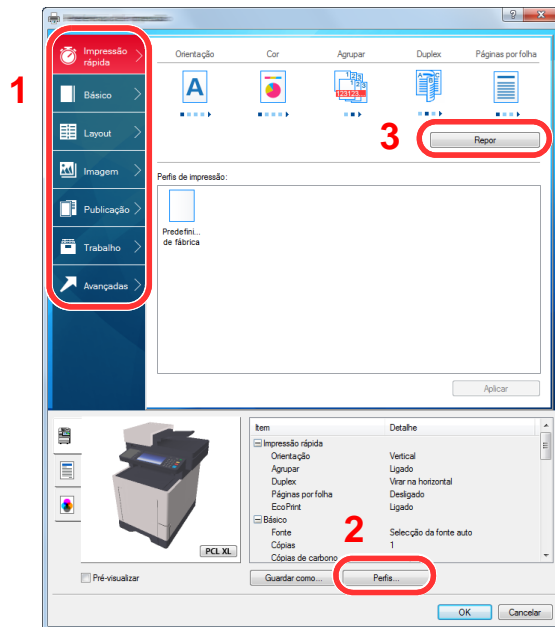 1
Impressão
rápida
Básico
Layout
Imagem
Publicação
Trabalho
Avançadas
Orientação
Cor
Agrupar
Duplex
Páginas por folha
A
123
123123...
3
Repor
Perfis de impressão:
Predefini...
de fábrica
Aplicar
Item Detalhe
Impressão rápida
Orientação Vertical
Agrupar Ligado
Duplex Virar na horizontal
Páginas por folha Desligado
EcoPrint Ligado
Básico
Fonte Selecção da fonte auto
Cópias 1
Cópias de carbono
2
PCL XL
Pré-visualizar
Guardar como...
Perfis...
OK
Cancelar